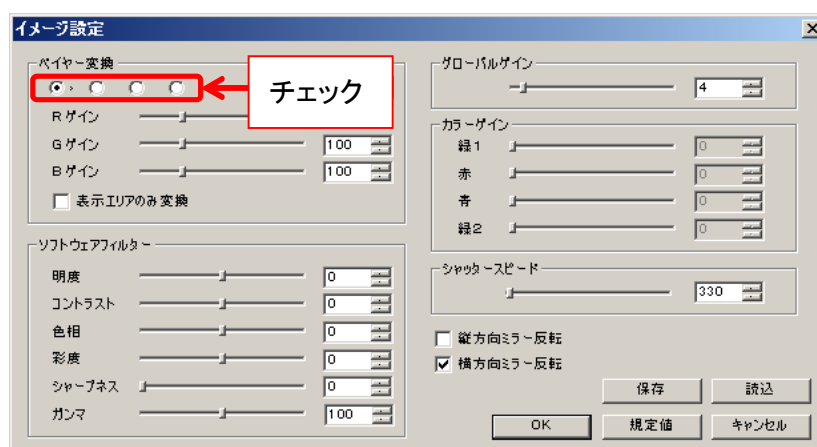 イメージ設定
ベイヤー変換
チェック
Rゲイン
Gゲイン 100
Bゲイン 100
表示エリアのみ変換
ソフトウェアフィルター
明度 0
コントラスト 0
色相 0
彩度 0
シャープネス 0
ガンマ 100
グローバルゲイン
4
カラーゲイン
緑1 0
赤 0
青 0
緑2 0
シャッタースピード
330
縦方向ミラー反転
横方向ミラー反転
保存 読込
OK 規定値 キャンセル